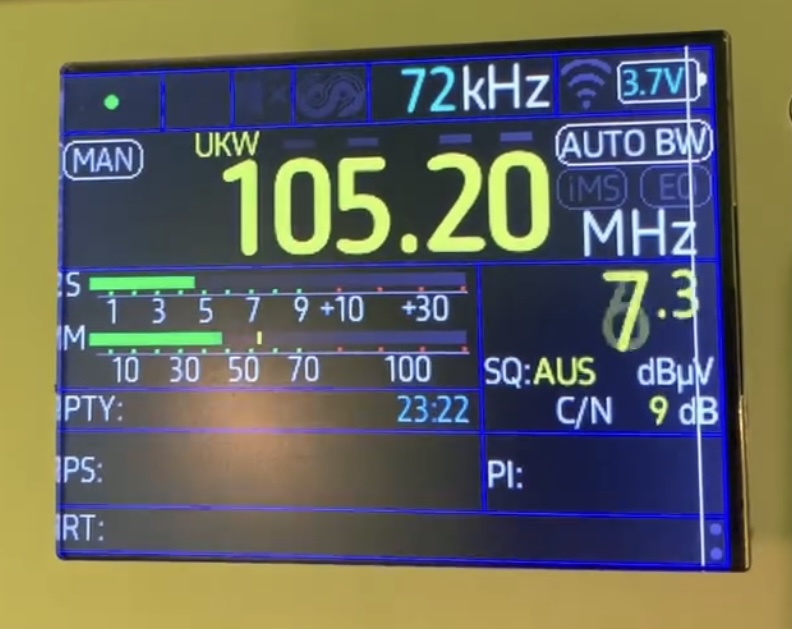 72kHz 3.7V
MAN UKW AUTO BW
iMS EQ
105.20 MHz
S
1 3 5 7 9 +10 +30
M
10 30 50 70 100
7.3
SQ:AUS dBµV
C/N 9 dB
PTY: 23:22
PS: PI:
RT: